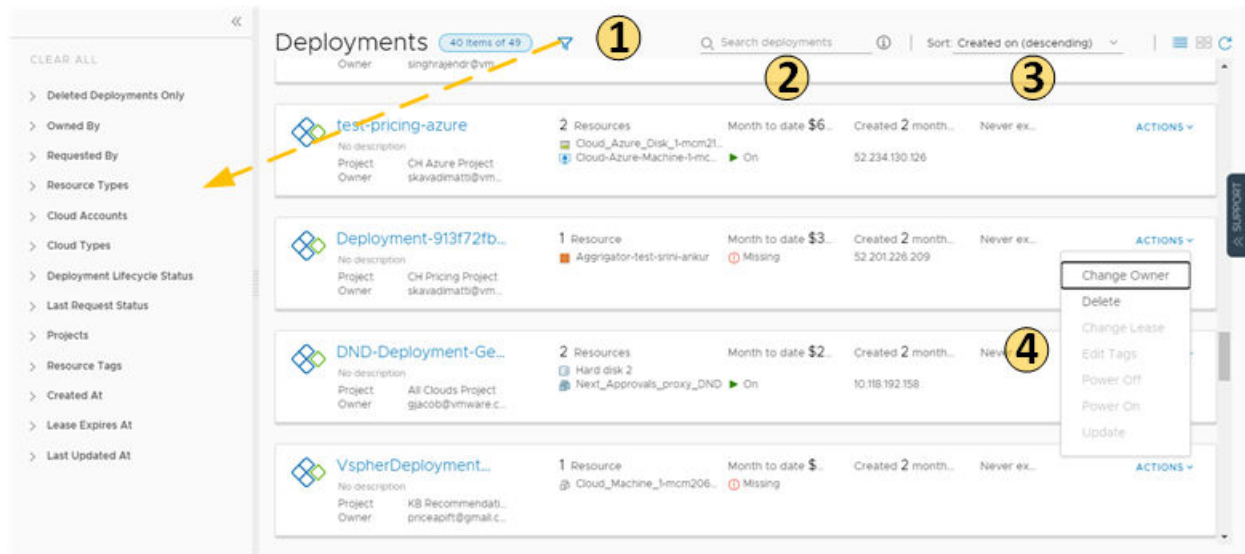 «
CLEAR ALL
> Deleted Deployments Only
> Owned By
> Requested By
> Resource Types
> Cloud Accounts
> Cloud Types
> Deployment Lifecycle Status
> Last Request Status
> Projects
> Resource Tags
> Created At
> Lease Expires At
> Last Updated At
Deployments 40 Items of 49 1 Search deployments Sort: Created on (descending)
2 3
Owner singhrajendr@vm...
test-pricing-azure 2 Resources Month to date $6... Created 2 month... Never ex... ACTIONS
No description Cloud_Azure_Disk_1-mcm21...
Project CH Azure Project Cloud-Azure-Machine-1-mc... On 52.234.130.126
Owner skavadimatti@vm...
Deployment-913f72fb... 1 Resource Month to date $3... Created 2 month... Never ex... ACTIONS
No description Aggrigator-test-srini-ankur Missing 52.201.226.209
Project CH Pricing Project
Owner skavadimatti@vm...
Change Owner
Delete
Change Lease
Edit Tags
Power Off
Power On
Update
DND-Deployment-Ge... 2 Resources Month to date $2... Created 2 month... Never 4
No description Hard disk 2
Project All Clouds Project Next_Approvals_proxy_DND On 10.118.192.158
Owner gjacob@vmware.c...
VspherDeployment... 1 Resource Month to date $... Created 2 month... Never ex... ACTIONS
No description Cloud_Machine_1-mcm206... Missing
Project KB Recommendati...
Owner priceapift@gmail.c...
SUPPORT